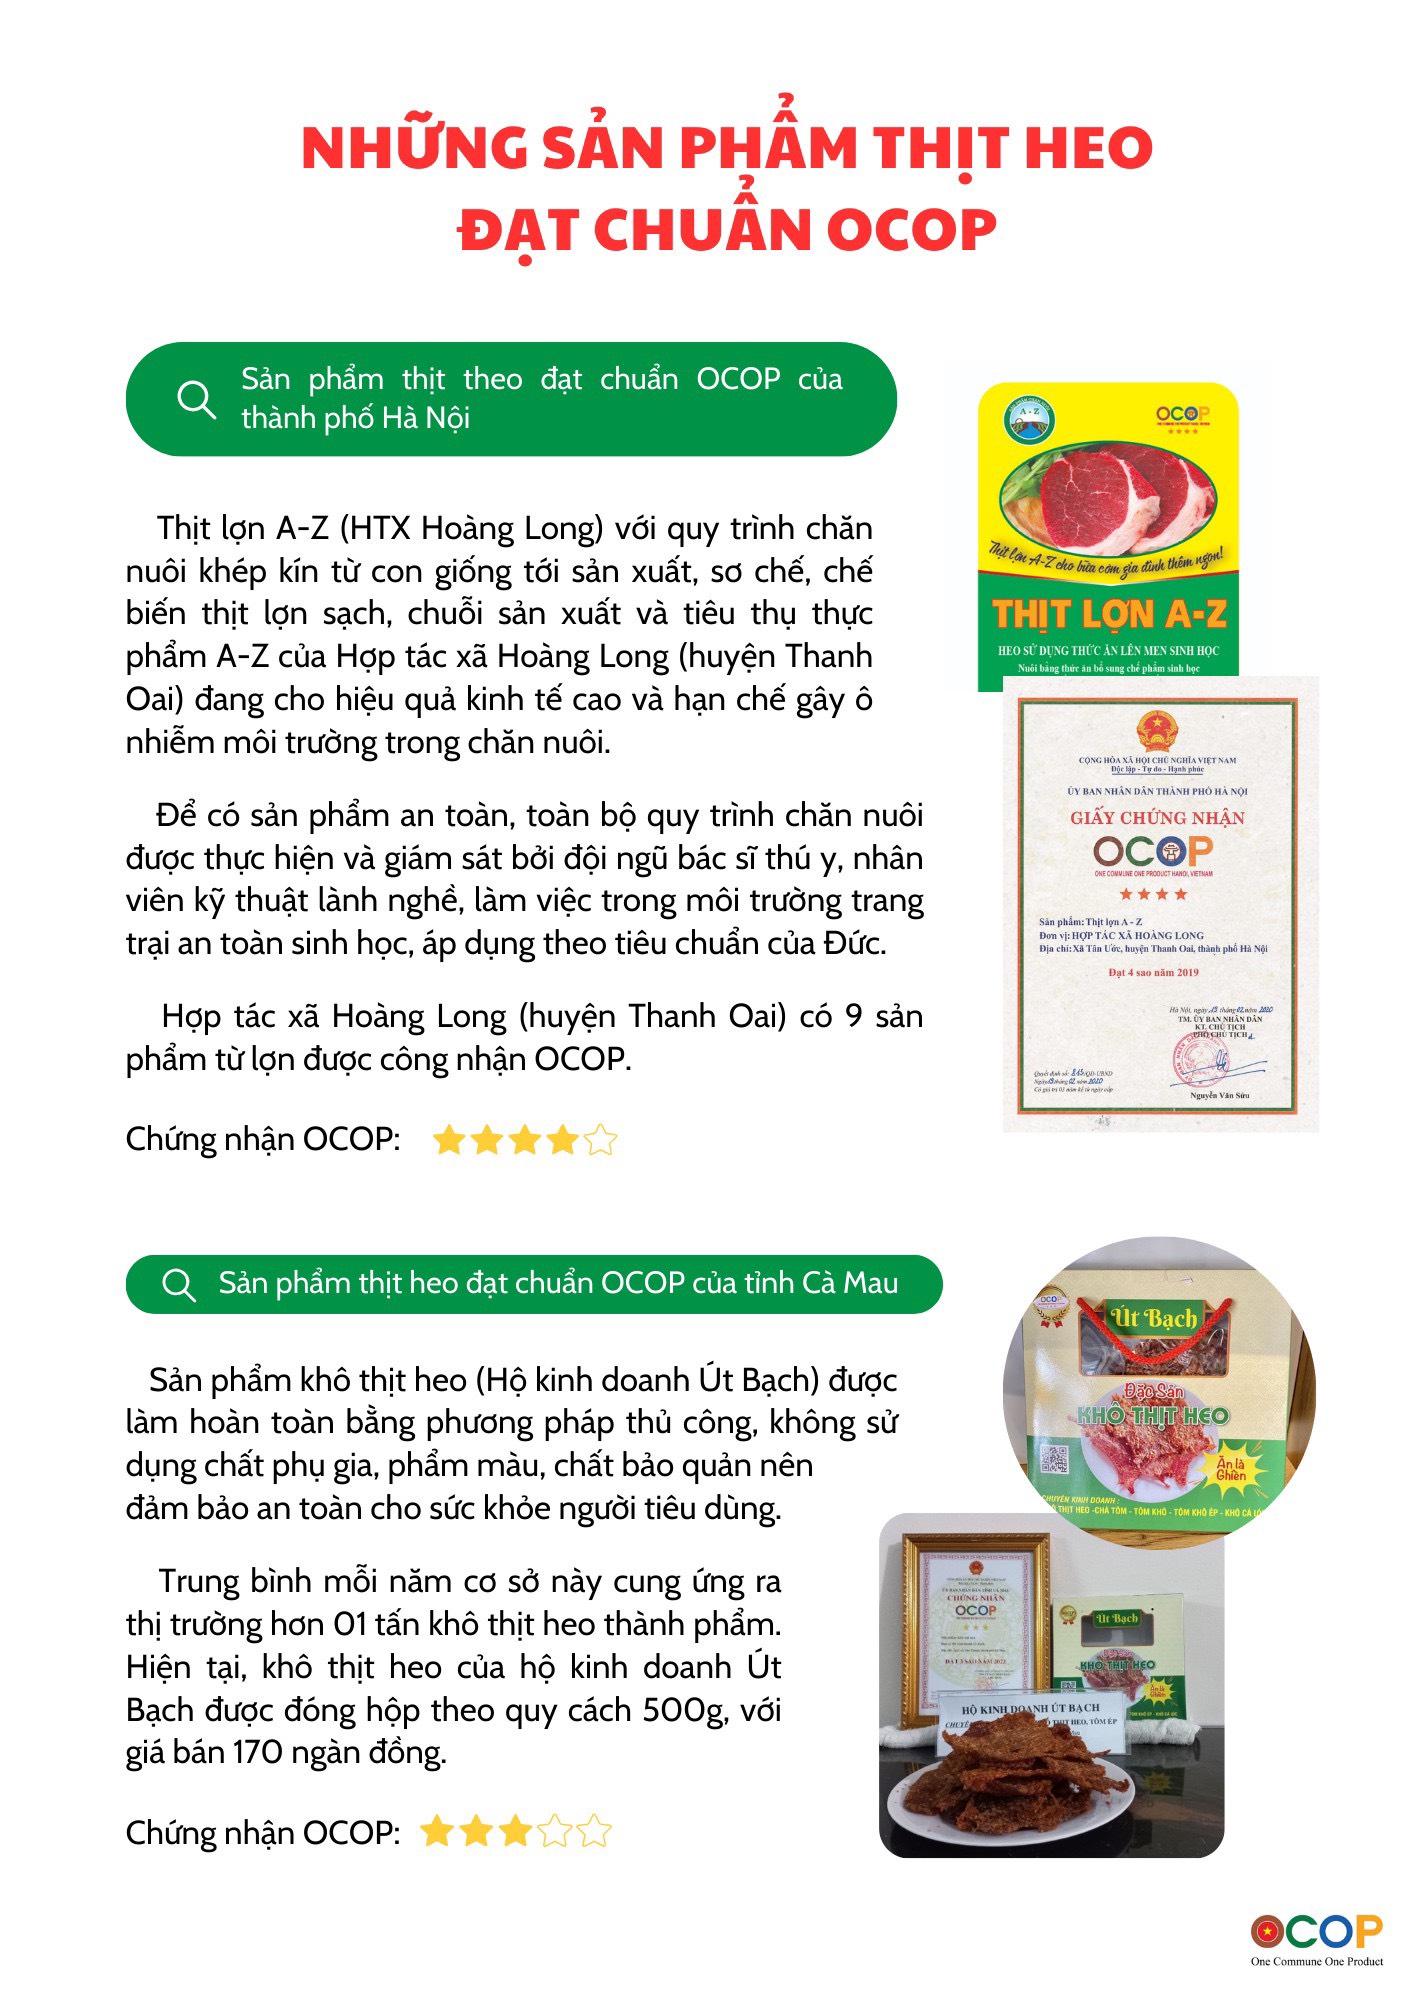 NHỮNG SẢN PHẨM THỊT HEO
ĐẠT CHUẨN OCOP
Sản phẩm thịt theo đạt chuẩn OCOP của
thành phố Hà Nội
Thịt lợn A-Z (HTX Hoàng Long) với quy trình chăn
nuôi khép kín từ con giống tới sản xuất, sơ chế, chế
biến thịt lợn sạch, chuỗi sản xuất và tiêu thụ thực
phẩm A-Z của Hợp tác xã Hoàng Long (huyện Thanh
Oai) đang cho hiệu quả kinh tế cao và hạn chế gây ô
nhiễm môi trường trong chăn nuôi.
Để có sản phẩm an toàn, toàn bộ quy trình chăn nuôi
được thực hiện và giám sát bởi đội ngũ bác sĩ thú y, nhân
viên kỹ thuật lành nghề, làm việc trong môi trường trang
trại an toàn sinh học, áp dụng theo tiêu chuẩn của Đức.
Hợp tác xã Hoàng Long (huyện Thanh Oai) có 9 sản
phẩm từ lợn được công nhận OCOP.
Chứng nhận OCOP:
A-Z
OCOP
Thịt lợn A-Z cho bữa cơm gia đình thêm ngon!
THỊT LỢN A-Z
HEO SỬ DỤNG THỨC ĂN LÊN MEN SINH HỌC
Nuôi bằng thức ăn bổ sung chế phẩm sinh học
CỘNG HÒA XÃ HỘI CHỦ NGHĨA VIỆT NAM
Độc lập - Tự do - Hạnh phúc
ỦY BAN NHÂN DÂN THÀNH PHỐ HÀ NỘI
GIẤY CHỨNG NHẬN
OCOP
ONE COMMUNE ONE PRODUCT HANOI, VIETNAM
Sản phẩm: Thịt lợn A - Z
Đơn vị: HỢP TÁC XÃ HOÀNG LONG
Địa chỉ: Xã Tân Ước, huyện Thanh Oai, thành phố Hà Nội
Đạt 4 sao năm 2019
Hà Nội, ngày 13 tháng 02 năm 2020
TM. ỦY BAN NHÂN DÂN
KT. CHỦ TỊCH
PHÓ CHỦ TỊCH
Quyết định số: 815/QĐ-UBND
Ngày 13 tháng 02 năm 2020
Có giá trị 03 năm kể từ ngày cấp
Nguyễn Văn Sửu
Sản phẩm thịt heo đạt chuẩn OCOP của tỉnh Cà Mau
Sản phẩm khô thịt heo (Hộ kinh doanh Út Bạch) được
làm hoàn toàn bằng phương pháp thủ công, không sử
dụng chất phụ gia, phẩm màu, chất bảo quản nên
đảm bảo an toàn cho sức khỏe người tiêu dùng.
Trung bình mỗi năm cơ sở này cung ứng ra
thị trường hơn 01 tấn khô thịt heo thành phẩm.
Hiện tại, khô thịt heo của hộ kinh doanh Út
Bạch được đóng hộp theo quy cách 500g, với
giá bán 170 ngàn đồng.
Chứng nhận OCOP:
OCOP
Út Bạch
Đặc Sản
KHÔ THỊT HEO
Ăn là
Ghiền
CHUYÊN KINH DOANH :
THỊT HEO - CHẢ TÔM - TÔM KHÔ - TÔM KHÔ ÉP - KHÔ CÁ
CHỨNG NHẬN
OCOP
ĐẠT 3 SAO NĂM 2022
Út Bạch
KHÔ THỊT HEO
Ăn là
Ghiền
HỘ KINH DOANH ÚT BẠCH
THỊT HEO, TÔM ÉP
OCOP
One Commune One Product